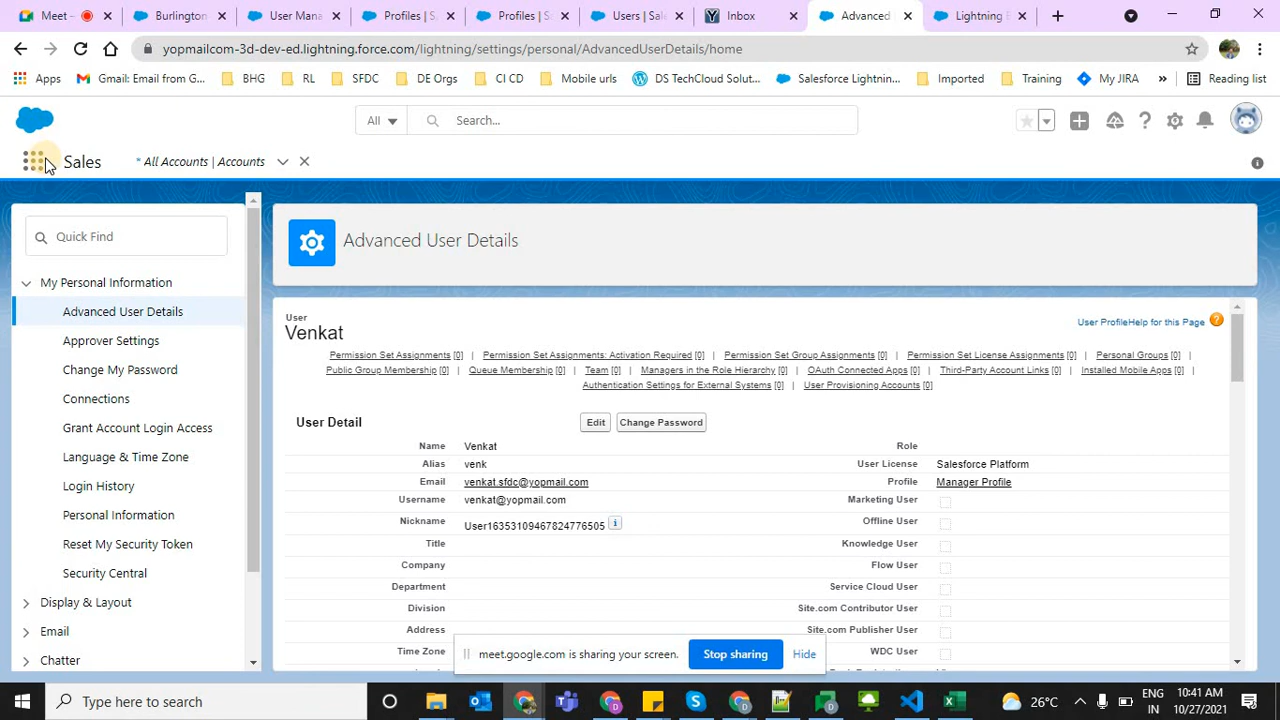 Meet –
Burlington
User Mana
Profiles | S
Profiles | S
Users | Sale
Inbox
Advanced
Lightning E
yopmailcom-3d-dev-ed.lightning.force.com/lightning/settings/personal/AdvancedUserDetails/home
Apps
Gmail: Email from G...
BHG
RL
SFDC
DE Orgs
CI CD
Mobile urls
DS TechCloud Solut...
Salesforce Lightnin...
Imported
Training
My JIRA
»
Reading list
All
Search...
Sales
* All Accounts | Accounts
Quick Find
My Personal Information
Advanced User Details
Approver Settings
Change My Password
Connections
Grant Account Login Access
Language & Time Zone
Login History
Personal Information
Reset My Security Token
Security Central
Display & Layout
Email
Chatter
Advanced User Details
User
Venkat
User Profile Help for this Page
Permission Set Assignments [0] | Permission Set Assignments: Activation Required [0] | Permission Set Group Assignments [0] | Permission Set License Assignments [0] | Personal Groups [0] |
Public Group Membership [0] | Queue Membership [0] | Team [0] | Managers in the Role Hierarchy [0] | OAuth Connected Apps [0] | Third-Party Account Links [0] | Installed Mobile Apps [0] |
Authentication Settings for External Systems [0] | User Provisioning Accounts [0]
User Detail
Edit
Change Password
Name Venkat
Role
Alias venk
User License Salesforce Platform
Email venkat.sfdc@yopmail.com
Profile Manager Profile
Username venkat@yopmail.com
Marketing User
Nickname User16353109467824776505
Offline User
Title
Knowledge User
Company
Flow User
Department
Service Cloud User
Division
Site.com Contributor User
Address
Site.com Publisher User
Time Zone
WDC User
meet.google.com is sharing your screen.
Stop sharing
Hide
Type here to search
26°C
ENG
IN
10:41 AM
10/27/2021